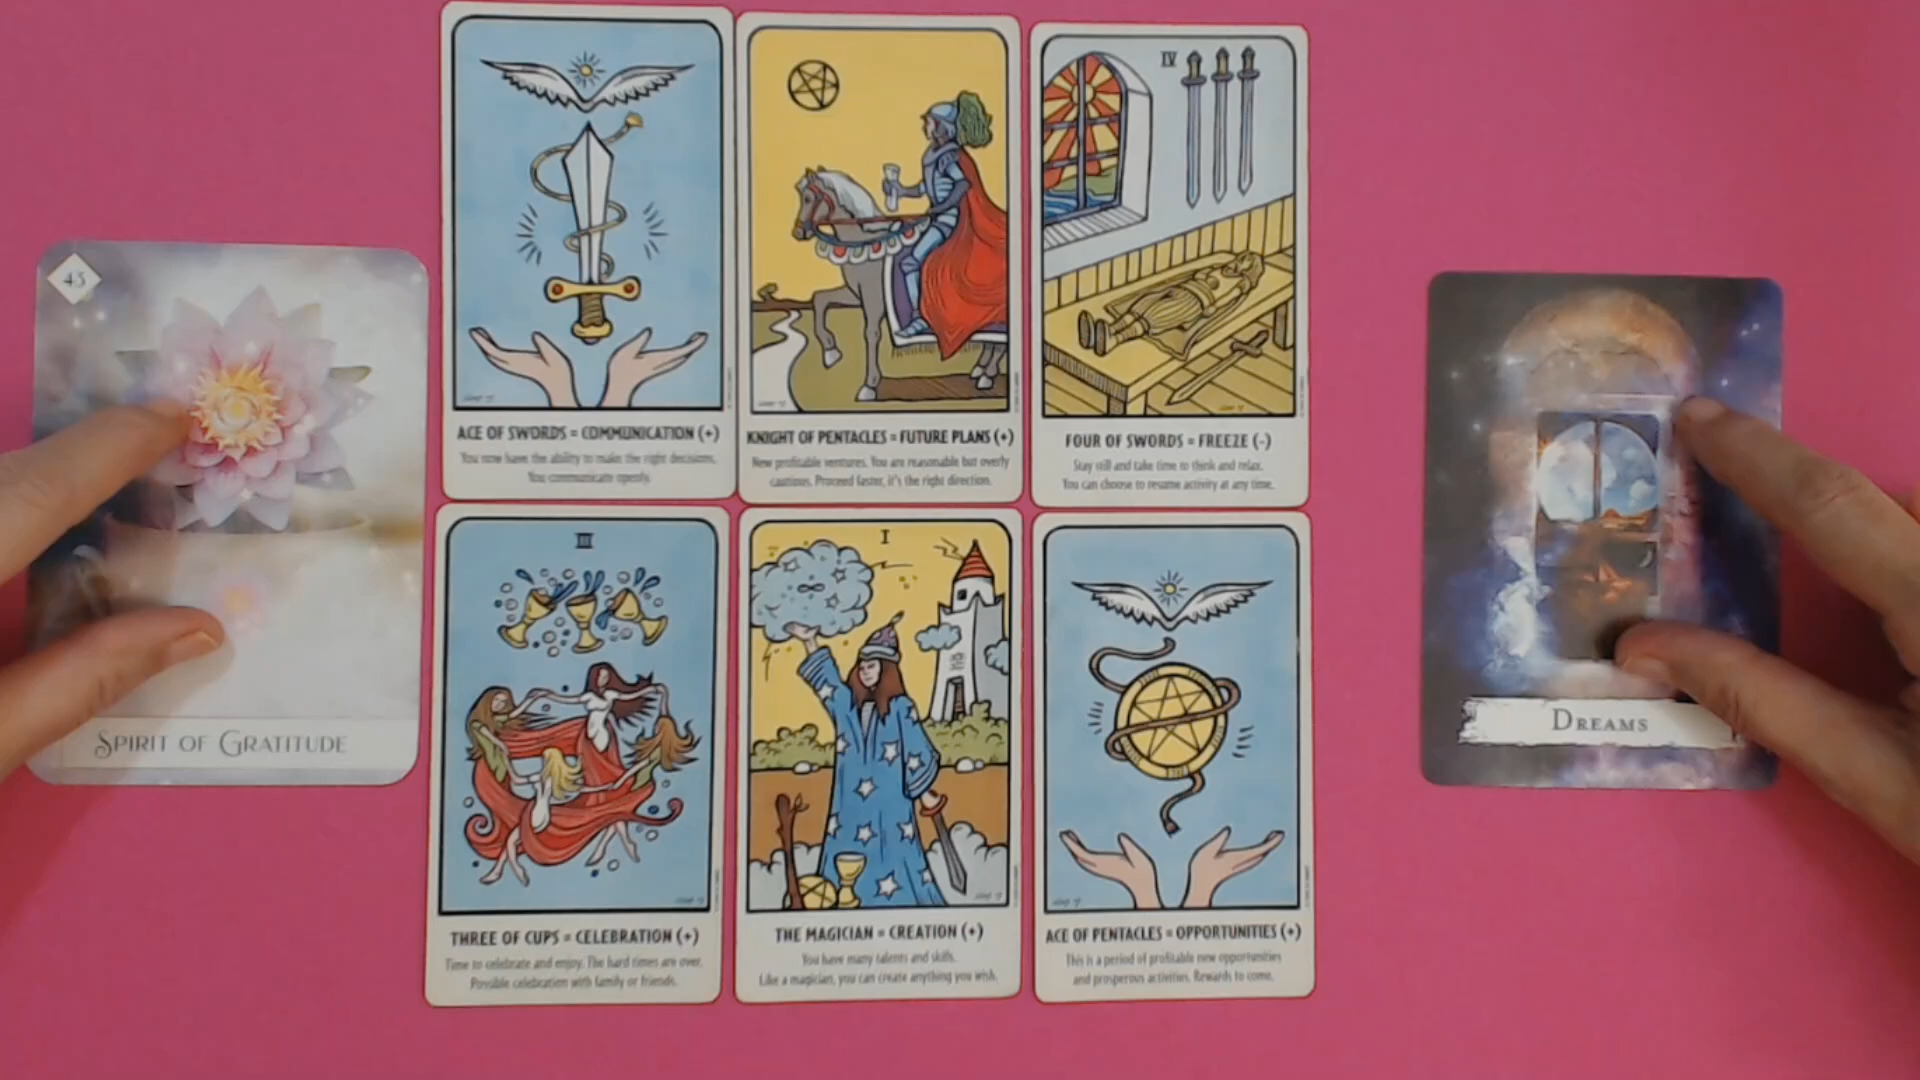 45
SPIRIT OF GRATITUDE
ACE OF SWORDS = COMMUNICATION (+)
You now have the ability to make the right decisions.
You communicate openly.
KNIGHT OF PENTACLES = FUTURE PLANS (+)
New profitable ventures. You are reasonable but overly
cautious. Proceed faster, it's the right direction.
IV
FOUR OF SWORDS = FREEZE (-)
Stay still and take time to think and relax.
You can choose to resume activity at any time.
III
THREE OF CUPS = CELEBRATION (+)
Time to celebrate and enjoy. The hard times are over.
Possible celebration with family or friends.
I
THE MAGICIAN = CREATION (+)
You have many talents and skills.
Like a magician, you can create anything you wish.
ACE OF PENTACLES = OPPORTUNITIES (+)
This is a period of profitable new opportunities
and prosperous activities. Rewards to come.
DREAMS